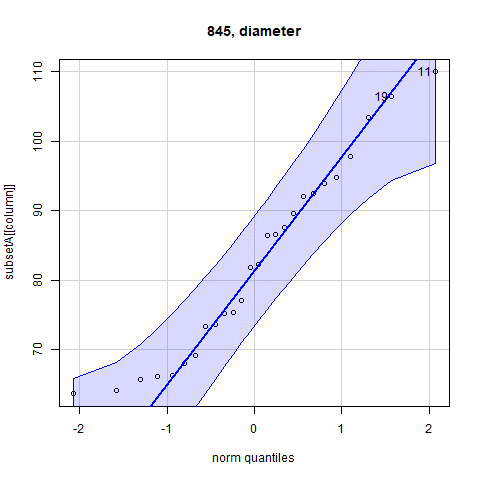 845, diameter
110
100
90
80
70
subsetA[[column]]
19
11
-2 -1 0 1 2
norm quantiles